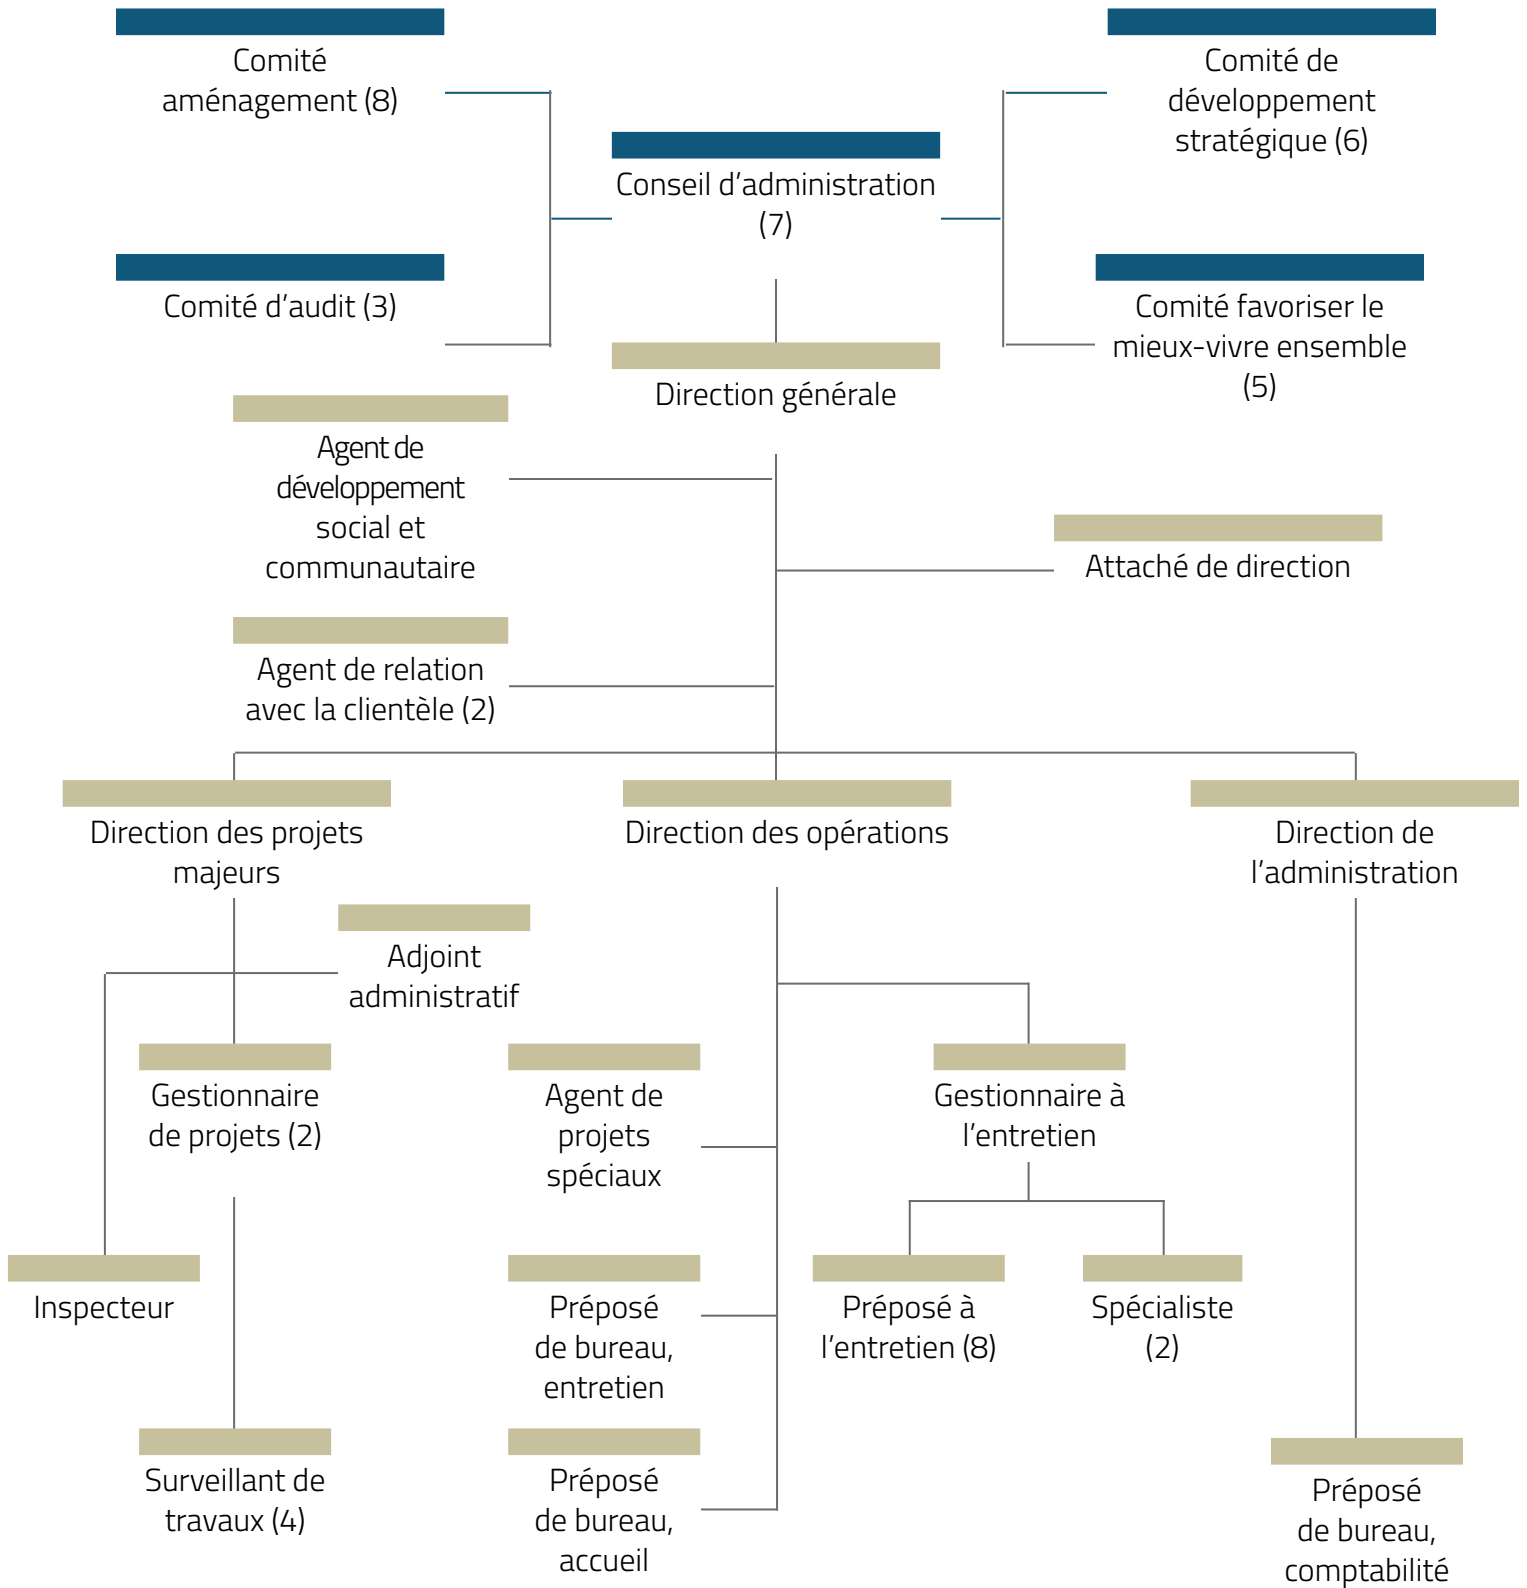 Comité
aménagement (8)
Comité de
développement
stratégique (6)
Conseil d’administration
(7)
Comité d’audit (3)
Comité favoriser le
mieux-vivre ensemble
(5)
Direction générale
Agent de
développement
social et
communautaire
Attaché de direction
Agent de relation
avec la clientèle (2)
Direction des projets
majeurs
Direction des opérations
Direction de
l’administration
Adjoint
administratif
Gestionnaire
de projets (2)
Agent de
projets
spéciaux
Gestionnaire à
l’entretien
Inspecteur
Préposé
de bureau,
entretien
Préposé à
l’entretien (8)
Spécialiste
(2)
Surveillant de
travaux (4)
Préposé
de bureau,
accueil
Préposé
de bureau,
comptabilité